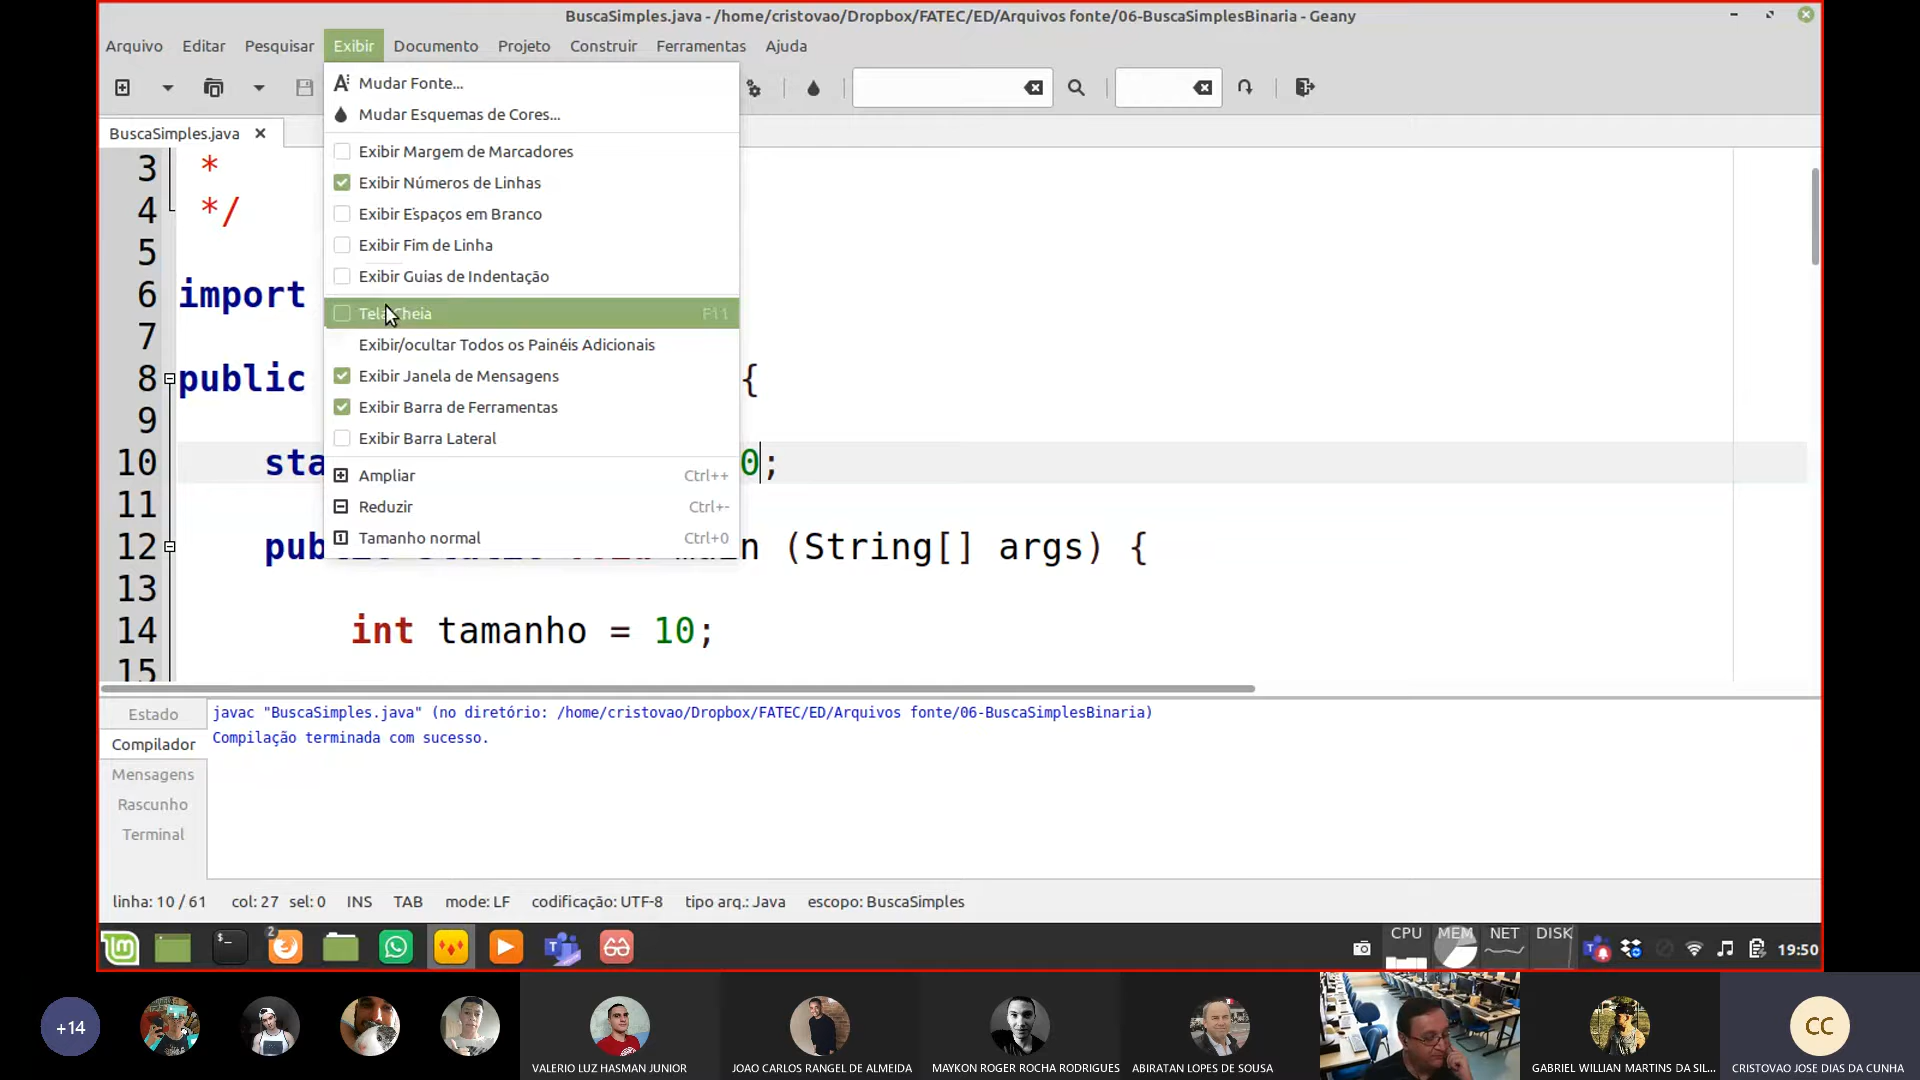 BuscaSimples.java - /home/cristovao/Dropbox/FATEC/ED/Arquivos fonte/06-BuscaSimplesBinaria - Geany
Arquivo Editar Pesquisar Exibir Documento Projeto Construir Ferramentas Ajuda
BuscaSimples.java
Mudar Fonte...
Mudar Esquemas de Cores...
Exibir Margem de Marcadores
Exibir Números de Linhas
Exibir Espaços em Branco
Exibir Fim de Linha
Exibir Guias de Indentação
Tela Cheia F11
Exibir/ocultar Todos os Painéis Adicionais
Exibir Janela de Mensagens
Exibir Barra de Ferramentas
Exibir Barra Lateral
Ampliar Ctrl++
Reduzir Ctrl+-
Tamanho normal Ctrl+0
3 *
4 */
5
6 import
7
8 public {
9
10 sta 0;
11
12 public static void main (String[] args) {
13
14 int tamanho = 10;
15
Estado
Compilador
Mensagens
Rascunho
Terminal
javac "BuscaSimples.java" (no diretório: /home/cristovao/Dropbox/FATEC/ED/Arquivos fonte/06-BuscaSimplesBinaria)
Compilação terminada com sucesso.
linha: 10 / 61 col: 27 sel: 0 INS TAB mode: LF codificação: UTF-8 tipo arq.: Java escopo: BuscaSimples
2
CPU MEM NET DISK 19:50
+14
VALERIO LUZ HASMAN JUNIOR
JOAO CARLOS RANGEL DE ALMEIDA
MAYKON ROGER ROCHA RODRIGUES
ABIRATAN LOPES DE SOUSA
GABRIEL WILLIAN MARTINS DA SIL...
CC
CRISTOVAO JOSE DIAS DA CUNHA